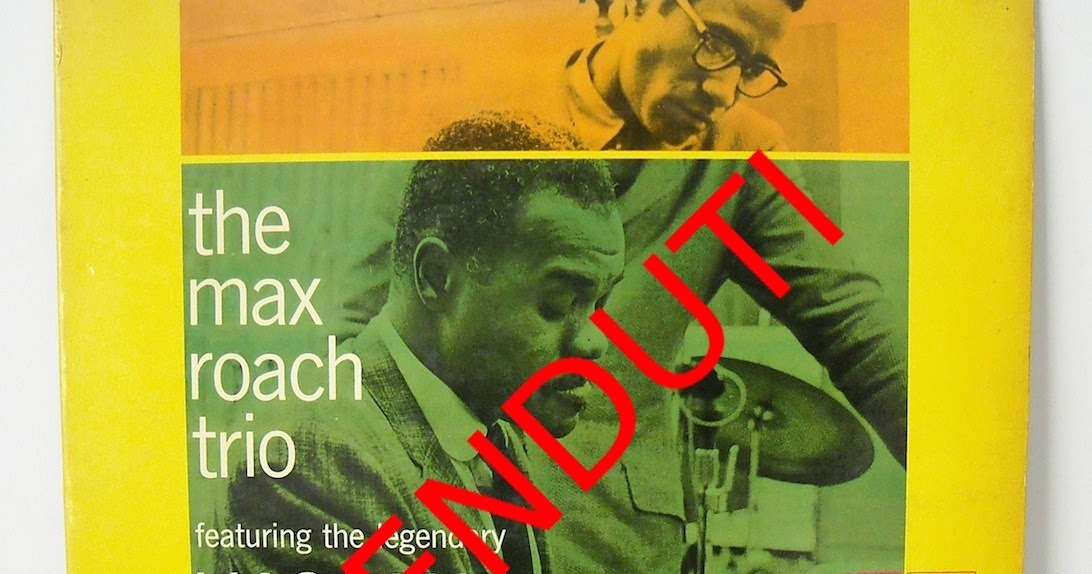 the
max
roach
trio
featuring the legendary
ENDUTI